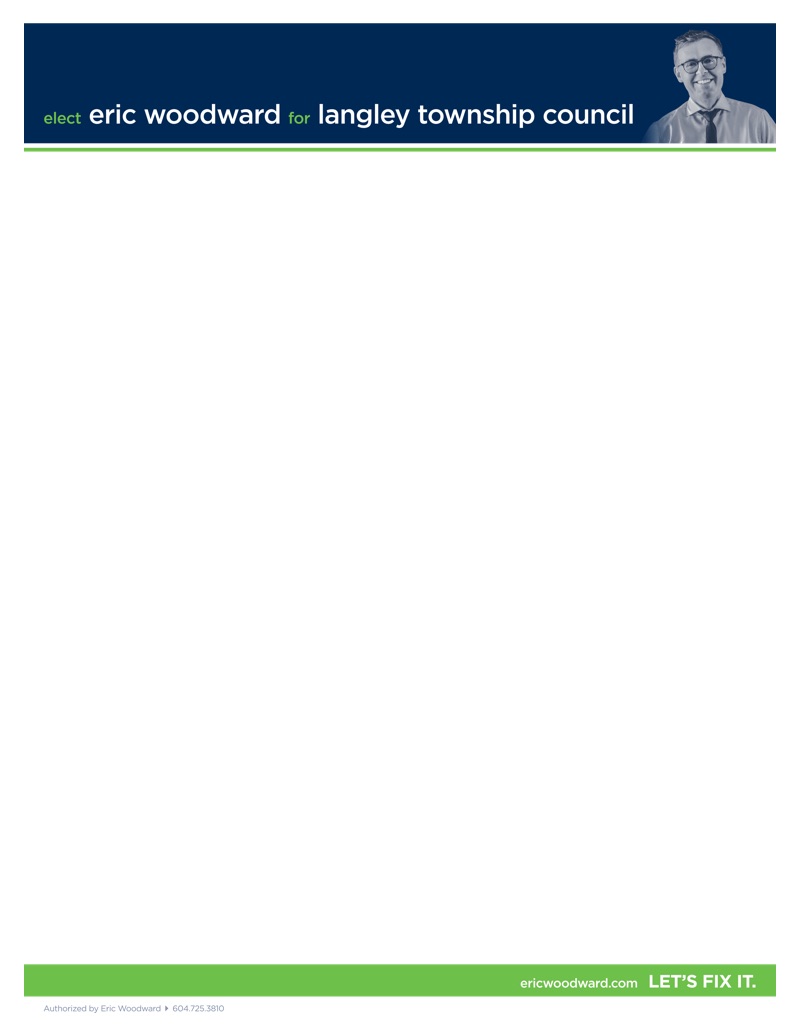 elect eric woodward for langley township council
ericwoodward.com LET'S FIX IT.
Authorized by Eric Woodward 604.725.3810